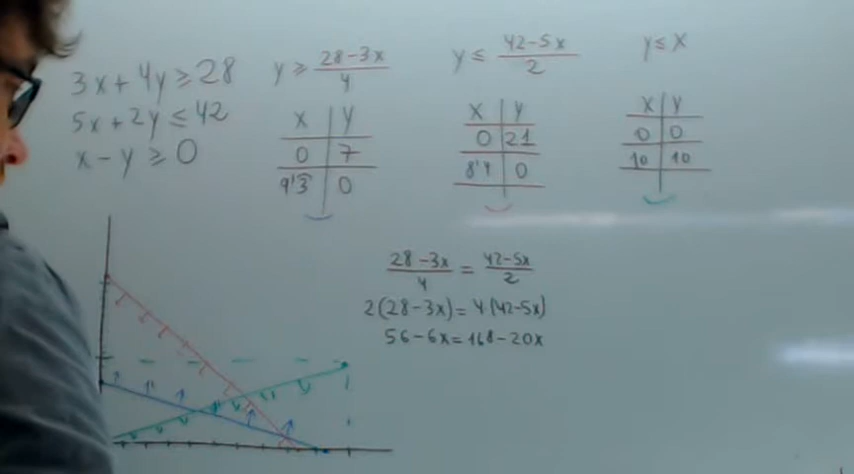 3x + 4y ≥ 28
5x + 2y ≤ 42
x - y ≥ 0
y ≥ (28 - 3x)/4
x | y
0 | 7
9'3 | 0
y ≤ (42 - 5x)/2
x | y
0 | 21
8'4 | 0
y ≤ x
x | y
0 | 0
10 | 10
(28 - 3x)/4 = (42 - 5x)/2
2(28 - 3x) = 4(42 - 5x)
56 - 6x = 168 - 20x